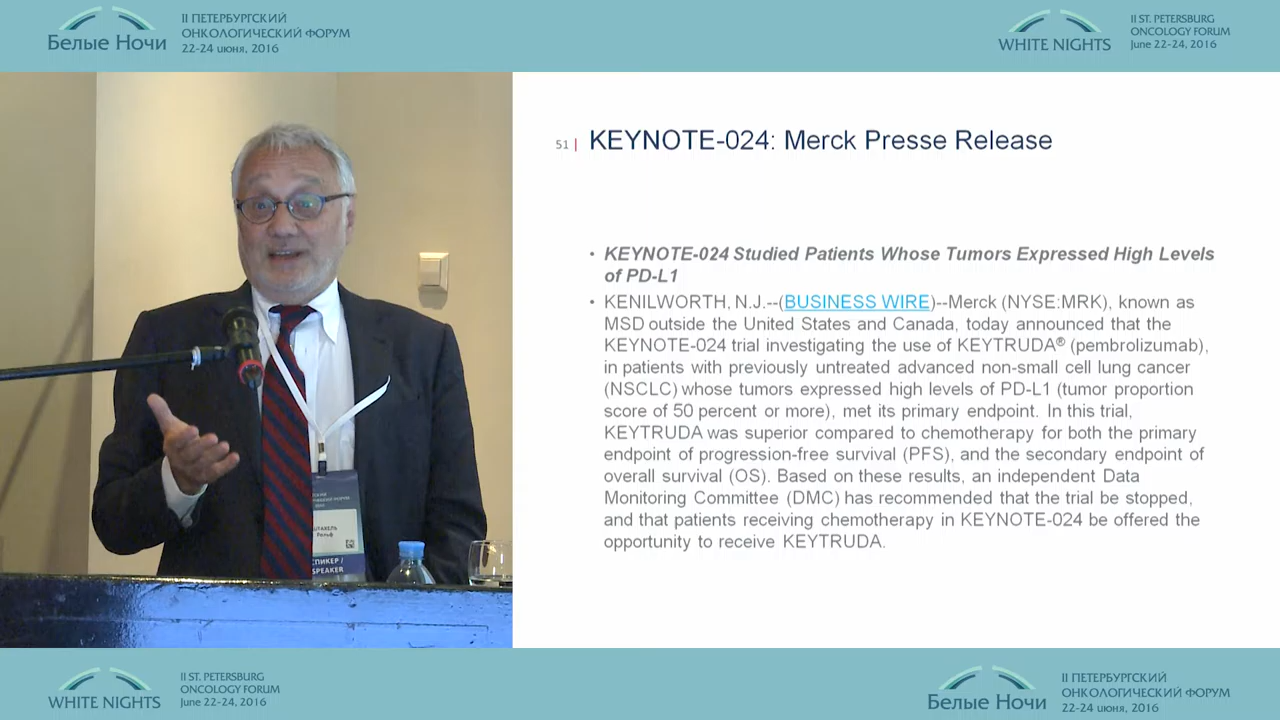 Белые Ночи
II ПЕТЕРБУРГСКИЙ
ОНКОЛОГИЧЕСКИЙ ФОРУМ
22-24 июня, 2016
WHITE NIGHTS
II ST. PETERSBURG
ONCOLOGY FORUM
June 22-24, 2016
51 |
KEYNOTE-024: Merck Presse Release
• KEYNOTE-024 Studied Patients Whose Tumors Expressed High Levels
of PD-L1
• KENILWORTH, N.J.--(BUSINESS WIRE)--Merck (NYSE:MRK), known as
MSD outside the United States and Canada, today announced that the
KEYNOTE-024 trial investigating the use of KEYTRUDA® (pembrolizumab),
in patients with previously untreated advanced non-small cell lung cancer
(NSCLC) whose tumors expressed high levels of PD-L1 (tumor proportion
score of 50 percent or more), met its primary endpoint. In this trial,
KEYTRUDA was superior compared to chemotherapy for both the primary
endpoint of progression-free survival (PFS), and the secondary endpoint of
overall survival (OS). Based on these results, an independent Data
Monitoring Committee (DMC) has recommended that the trial be stopped,
and that patients receiving chemotherapy in KEYNOTE-024 be offered the
opportunity to receive KEYTRUDA.
Рольф
СПИКЕР /
SPEAKER
WHITE NIGHTS
II ST. PETERSBURG
ONCOLOGY FORUM
June 22-24, 2016
Белые Ночи
II ПЕТЕРБУРГСКИЙ
ОНКОЛОГИЧЕСКИЙ ФОРУМ
22-24 июня, 2016